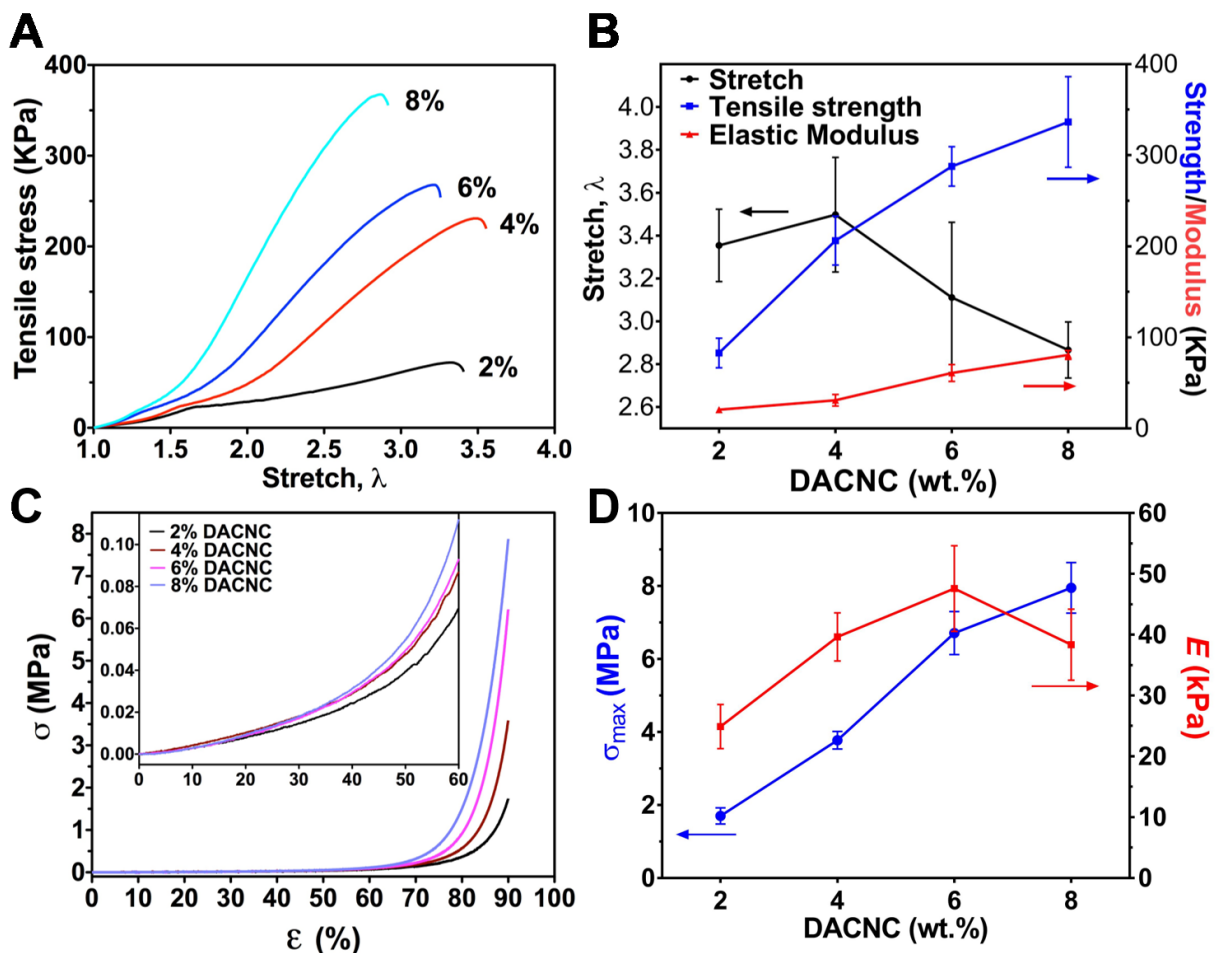 A
Tensile stress (KPa)
400
300
200
100
0
8%
6%
4%
2%
1.0 1.5 2.0 2.5 3.0 3.5 4.0
Stretch, λ
B
Stretch, λ
4.0
3.8
3.6
3.4
3.2
3.0
2.8
2.6
Stretch
Tensile strength
Elastic Modulus
400
300
200
100
0
Strength/Modulus (KPa)
2 4 6 8
DACNC (wt.%)
C
σ (MPa)
8
7
6
5
4
3
2
1
0
0.10
0.08
0.06
0.04
0.02
0.00
2% DACNC
4% DACNC
6% DACNC
8% DACNC
0 10 20 30 40 50 60
0 10 20 30 40 50 60 70 80 90 100
ε (%)
D
σmax (MPa)
10
8
6
4
2
0
60
50
40
30
20
10
0
E (kPa)
2 4 6 8
DACNC (wt.%)